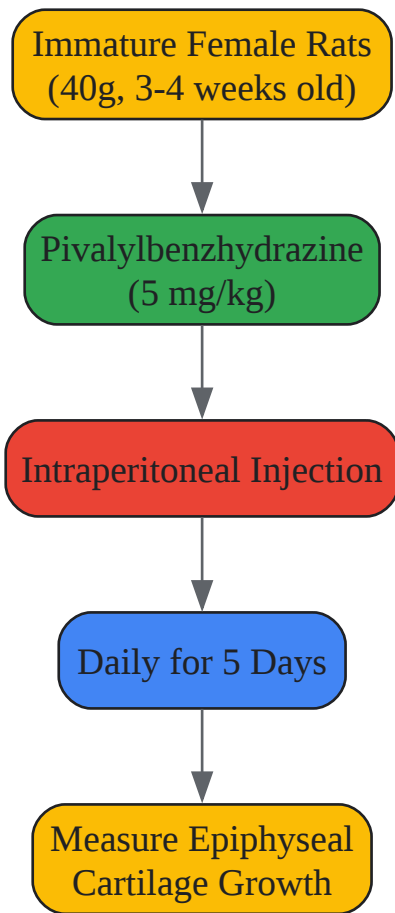 Immature Female Rats
(40g, 3-4 weeks old)
Pivalylbenzhydrazine
(5 mg/kg)
Intraperitoneal Injection
Daily for 5 Days
Measure Epiphyseal
Cartilage Growth